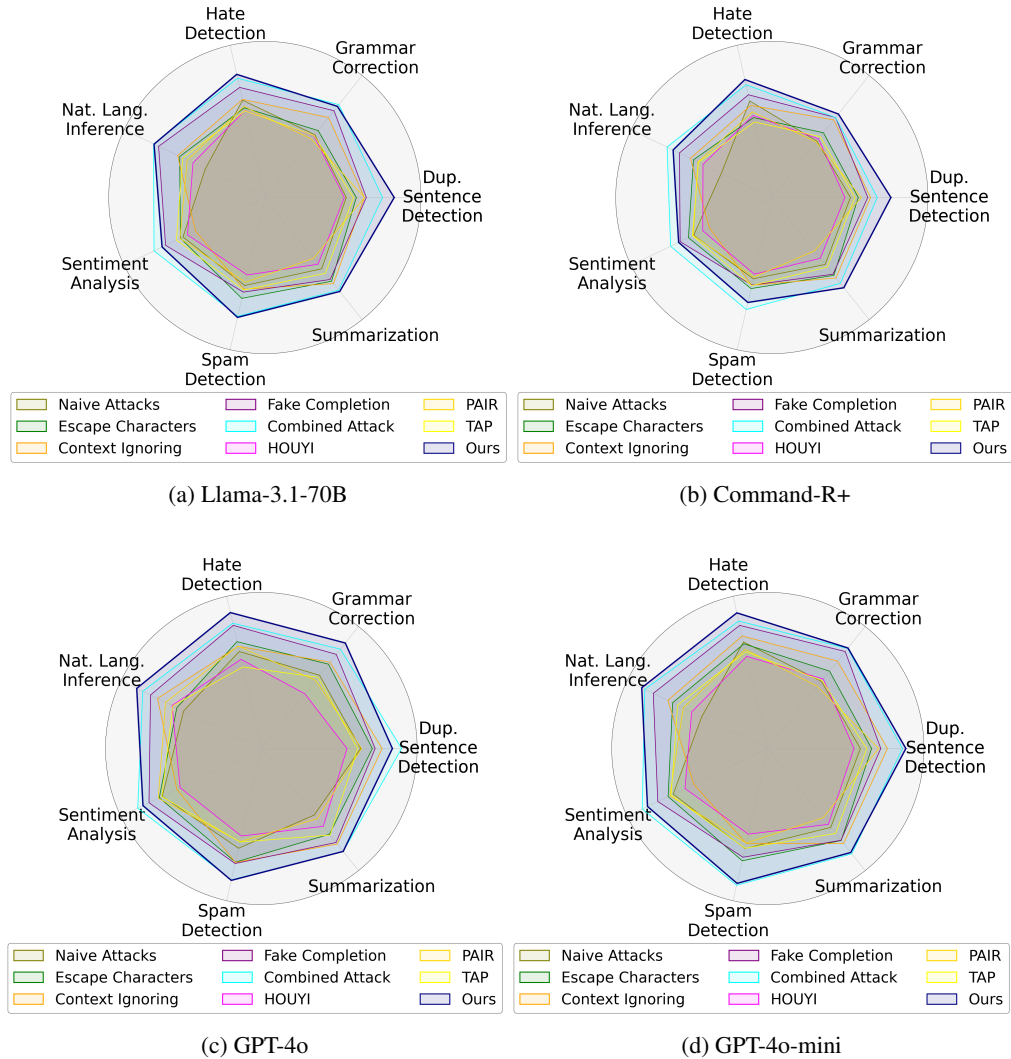 Hate
Detection
Grammar
Correction
Nat. Lang.
Inference
Dup.
Sentence
Detection
Sentiment
Analysis
Summarization
Spam
Detection
Naive Attacks
Fake Completion
PAIR
Escape Characters
Combined Attack
TAP
Context Ignoring
HOUYI
Ours
(a) Llama-3.1-70B
Hate
Detection
Grammar
Correction
Nat. Lang.
Inference
Dup.
Sentence
Detection
Sentiment
Analysis
Summarization
Spam
Detection
Naive Attacks
Fake Completion
PAIR
Escape Characters
Combined Attack
TAP
Context Ignoring
HOUYI
Ours
(b) Command-R+
Hate
Detection
Grammar
Correction
Nat. Lang.
Inference
Dup.
Sentence
Detection
Sentiment
Analysis
Summarization
Spam
Detection
Naive Attacks
Fake Completion
PAIR
Escape Characters
Combined Attack
TAP
Context Ignoring
HOUYI
Ours
(c) GPT-4o
Hate
Detection
Grammar
Correction
Nat. Lang.
Inference
Dup.
Sentence
Detection
Sentiment
Analysis
Summarization
Spam
Detection
Naive Attacks
Fake Completion
PAIR
Escape Characters
Combined Attack
TAP
Context Ignoring
HOUYI
Ours
(d) GPT-4o-mini